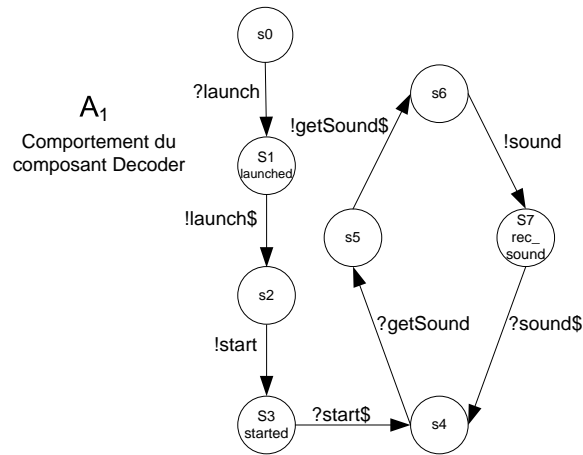 s0
?launch
A1
Comportement du
composant Decoder
S1
launched
!launch$
s2
!start
S3
started
?start$
s4
?getSound
s5
!getSound$
s6
!sound
S7
rec_
sound
?sound$